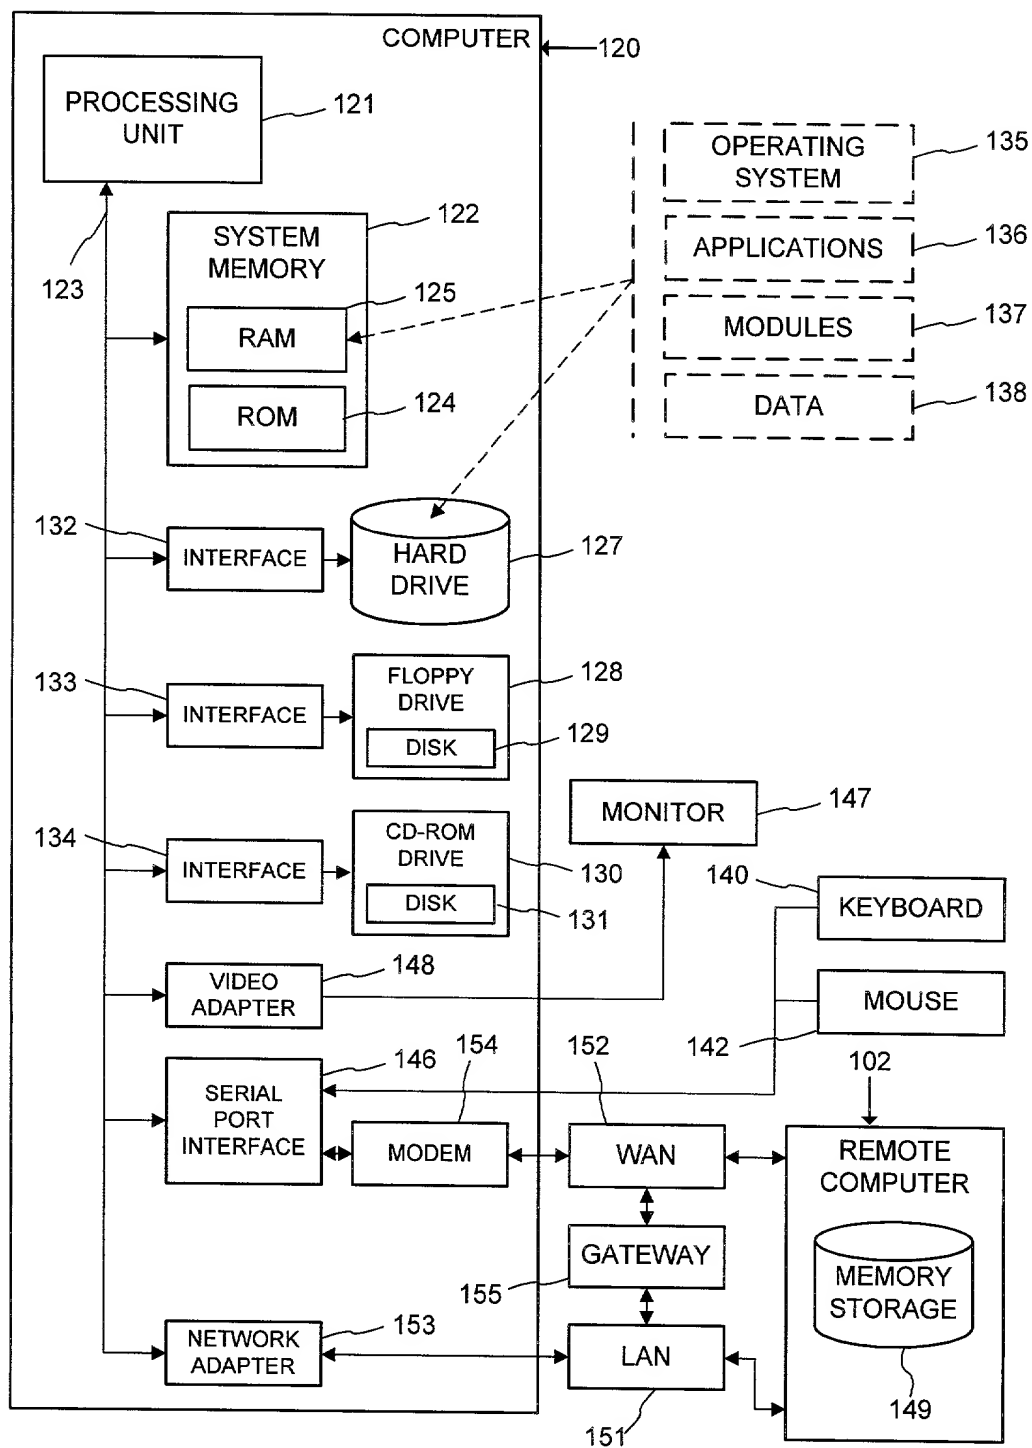 COMPUTER
120
PROCESSING
UNIT
121
135
OPERATING
SYSTEM
123
122
SYSTEM
MEMORY
136
APPLICATIONS
125
RAM
137
MODULES
124
ROM
138
DATA
132
INTERFACE
HARD
DRIVE
127
133
INTERFACE
FLOPPY
DRIVE
128
DISK
129
MONITOR
147
134
INTERFACE
CD-ROM
DRIVE
130
DISK
131
140
KEYBOARD
VIDEO
ADAPTER
148
MOUSE
142
SERIAL
PORT
INTERFACE
146
154
MODEM
152
WAN
102
REMOTE
COMPUTER
GATEWAY
155
MEMORY
STORAGE
149
NETWORK
ADAPTER
153
LAN
151